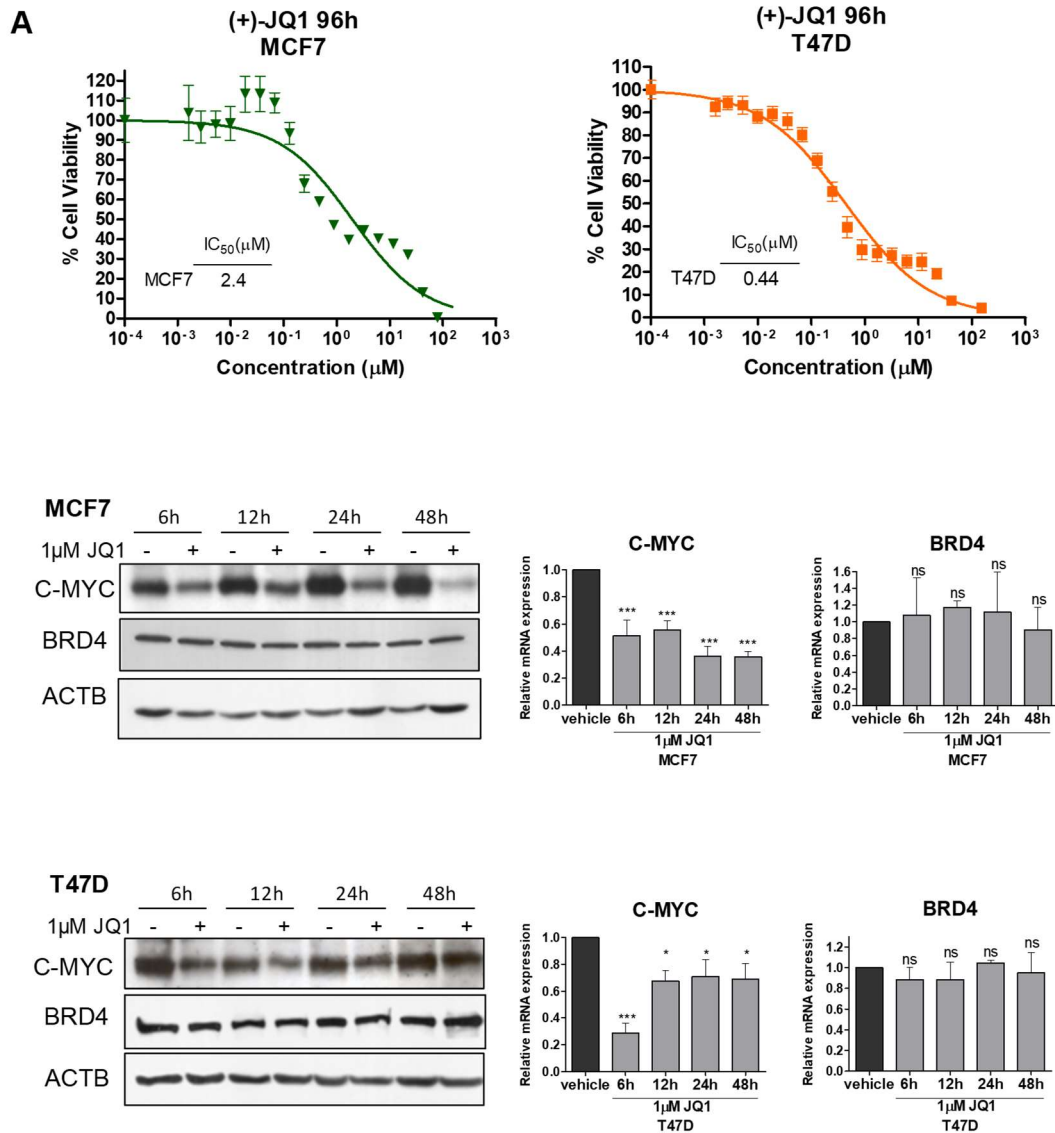 A
(+)-JQ1 96h
MCF7
120
110
100
90
80
70
60
50
40
30
20
10
0
% Cell Viability
IC50(μM)
MCF7 2.4
10-4 10-3 10-2 10-1 100 101 102 103
Concentration (μM)
(+)-JQ1 96h
T47D
110
100
90
80
70
60
50
40
30
20
10
0
% Cell Viability
IC50(μM)
T47D 0.44
10-4 10-3 10-2 10-1 100 101 102 103
Concentration (μM)
MCF7
6h 12h 24h 48h
1μM JQ1 - + - + - + - +
C-MYC
BRD4
ACTB
C-MYC
Relative mRNA expression
1.0
0.8
0.6
0.4
0.2
0.0
*** *** *** ***
vehicle 6h 12h 24h 48h
1μM JQ1
MCF7
BRD4
Relative mRNA expression
1.6
1.4
1.2
1.0
0.8
0.6
0.4
0.2
0.0
ns ns ns ns
vehicle 6h 12h 24h 48h
1μM JQ1
MCF7
T47D
6h 12h 24h 48h
1μM JQ1 - + - + - + - +
C-MYC
BRD4
ACTB
C-MYC
Relative mRNA expression
1.0
0.8
0.6
0.4
0.2
0.0
*** * * *
vehicle 6h 12h 24h 48h
1μM JQ1
T47D
BRD4
Relative mRNA expression
1.2
1.0
0.8
0.6
0.4
0.2
0.0
ns ns ns ns
vehicle 6h 12h 24h 48h
1μM JQ1
T47D